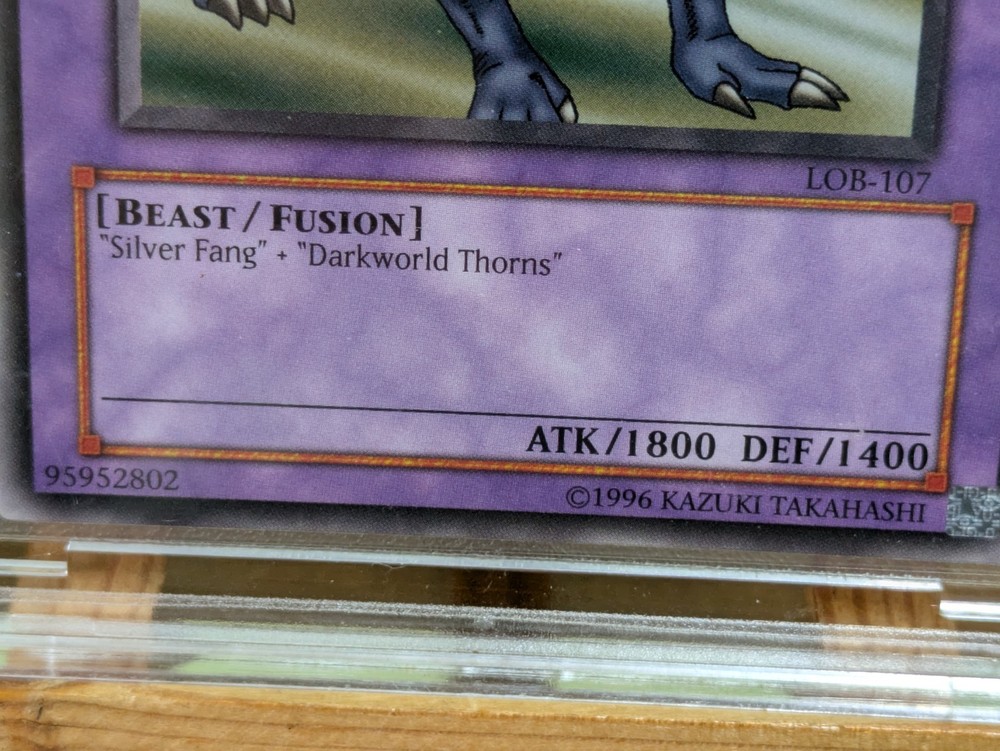 LOB-107
[BEAST / FUSION]
"Silver Fang" + "Darkworld Thorns"
ATK/1800 DEF/1400
95952802
©1996 KAZUKI TAKAHASHI